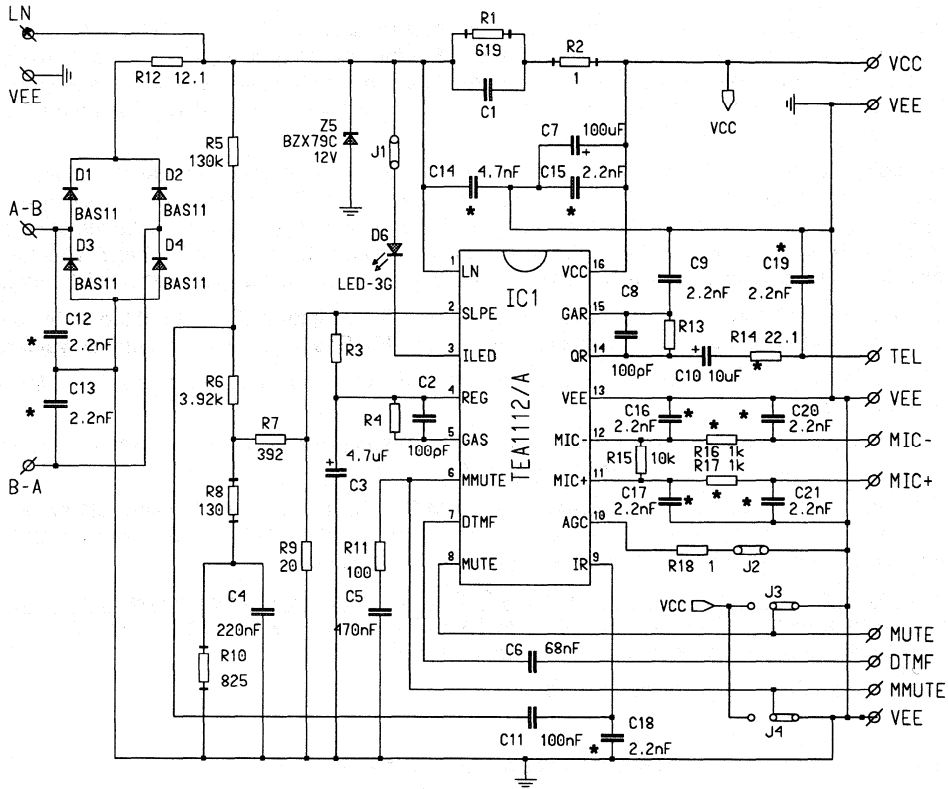 LN
VEE
R12 12.1
R1
619
C1
R2
1
VCC
VCC
VEE
R5
130k
Z5
BZX79C
12V
J1
C7
100uF
+
C14 4.7nF
*
C15 2.2nF
*
D1
BAS11
D2
BAS11
A-B
D3
BAS11
D4
BAS11
D6
LED-3G
C12
*
2.2nF
C13
*
2.2nF
B-A
IC1
TEA1112/A
1 LN
2 SLPE
3 ILED
4 REG
5 GAS
6 MMUTE
7 DTMF
8 MUTE
VCC 16
GAR 15
QR 14
VEE 13
MIC- 12
MIC+ 11
AGC 10
IR 9
C9
2.2nF
*
C19
2.2nF
C8
100pF
R13
+
C10 10uF
R14 22.1
*
TEL
VEE
MIC-
MIC+
R3
R6
3.92k
R7
392
R4
C2
100pF
+
4.7uF
C3
R8
130
R9
20
R11
100
C5
470nF
C4
220nF
R10
825
C16
2.2nF
*
*
C20
2.2nF
R15 10k
*
R16 1k
R17 1k
*
C17
2.2nF
*
*
C21
2.2nF
R18 1
J2
VCC
J3
MUTE
C6 68nF
DTMF
MMUTE
VEE
J4
C11 100nF
C18
*
2.2nF